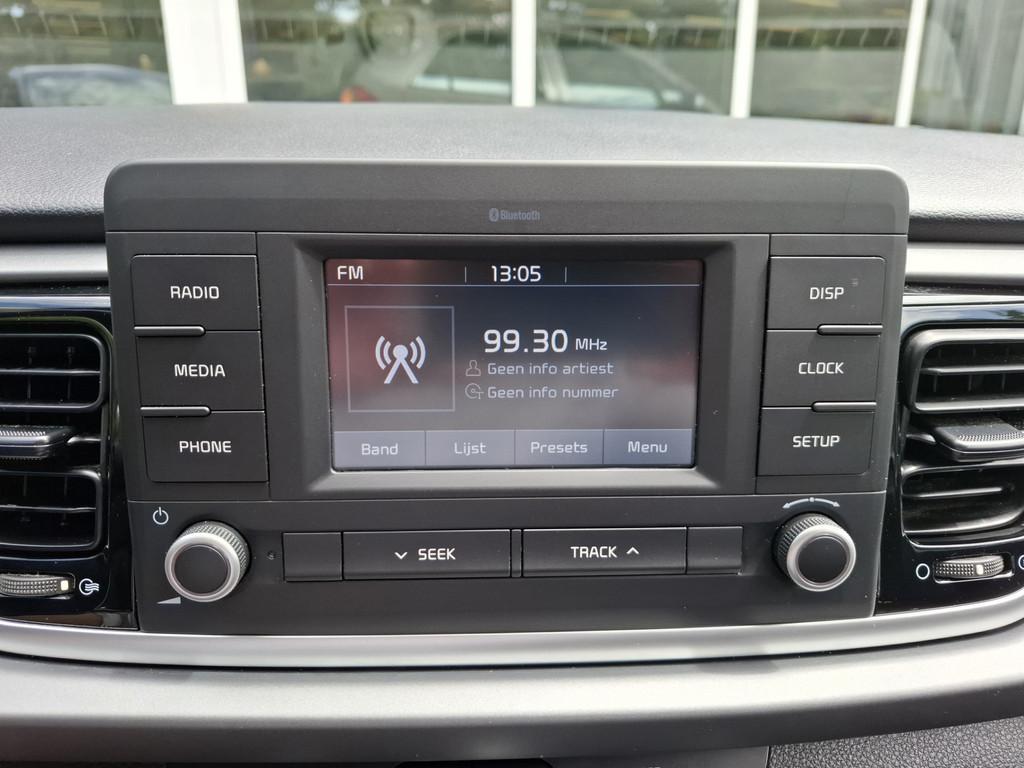 Bluetooth
RADIO
MEDIA
PHONE
FM 13:05
99.30 MHz
Geen info artiest
Geen info nummer
Band Lijst Presets Menu
DISP
CLOCK
SETUP
SEEK
TRACK